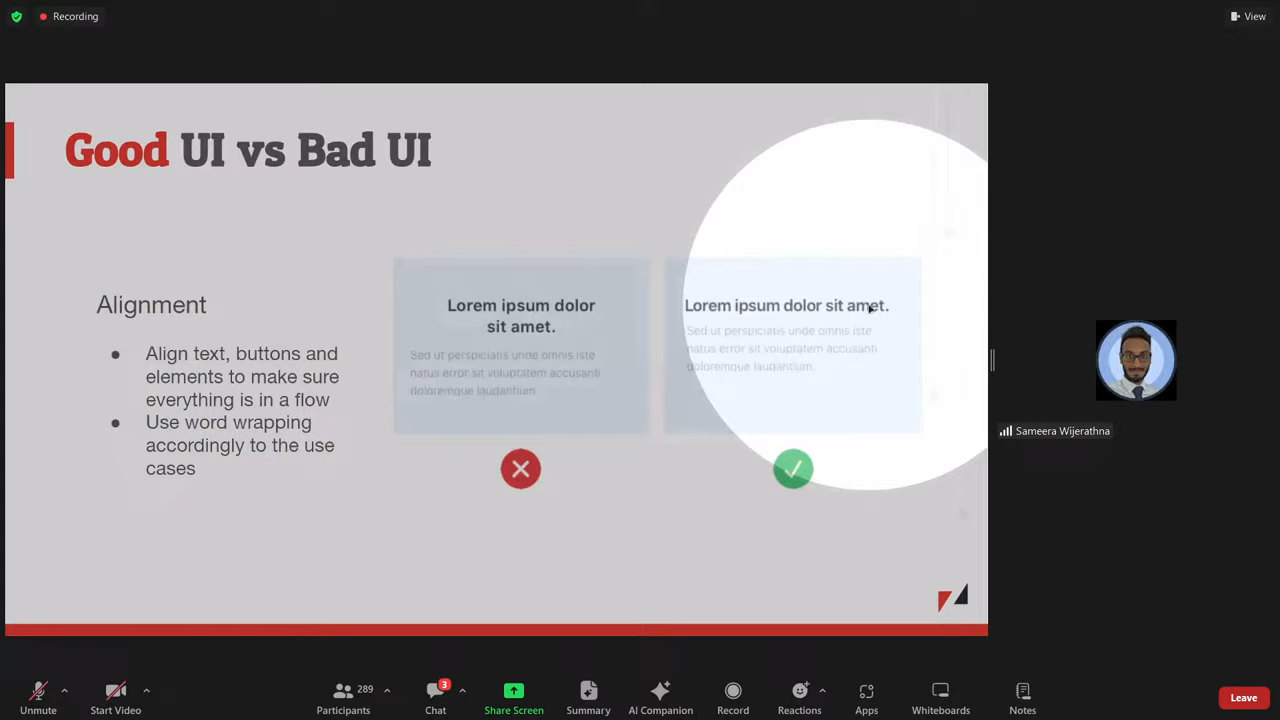 Recording
View
Good UI vs Bad UI
Alignment
● Align text, buttons and
elements to make sure
everything is in a flow
● Use word wrapping
accordingly to the use
cases
Lorem ipsum dolor
sit amet.
Sed ut perspiciatis unde omnis iste
natus error sit voluptatem accusanti
doloremque laudantium
Lorem ipsum dolor sit amet.
Sed ut perspiciatis unde omnis iste
natus error sit voluptatem accusanti
doloremque laudantium.
Sameera Wijerathna
Unmute
Start Video
Participants
289
Chat
3
Share Screen
Summary
AI Companion
Record
Reactions
Apps
Whiteboards
Notes
Leave